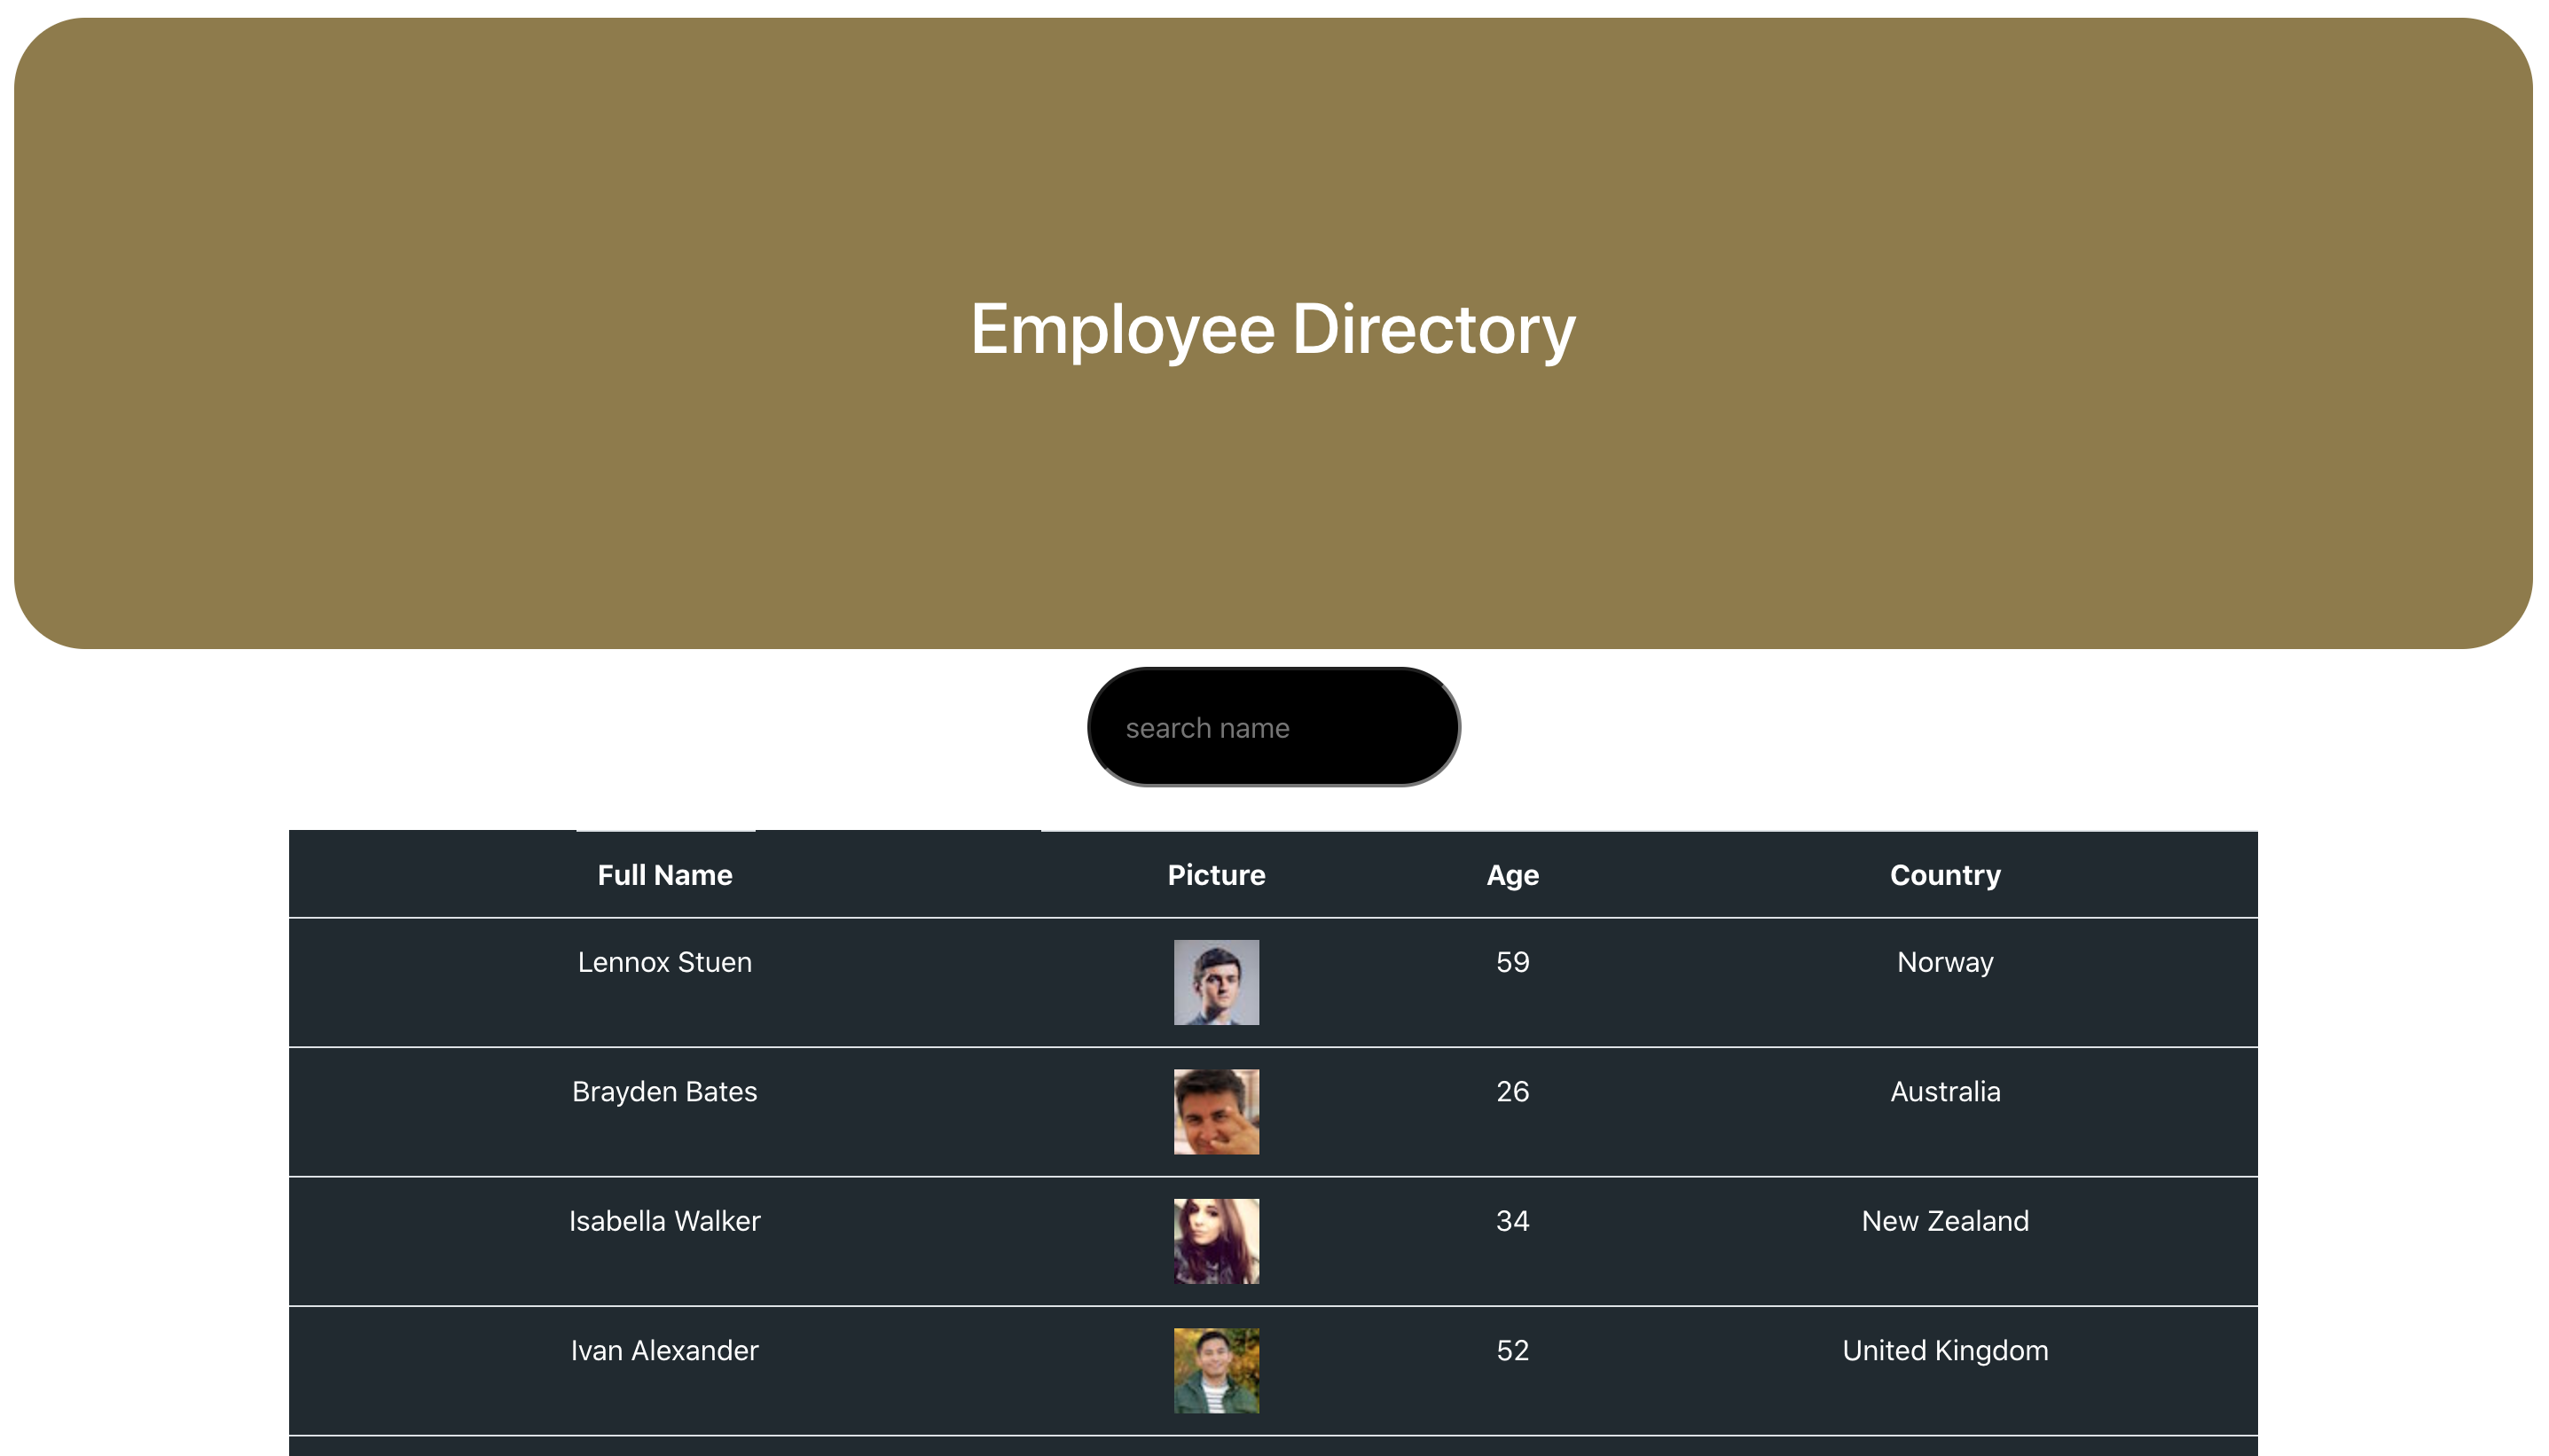 Employee Directory
search name
Full Name Picture Age Country
Lennox Stuen 59 Norway
Brayden Bates 26 Australia
Isabella Walker 34 New Zealand
Ivan Alexander 52 United Kingdom